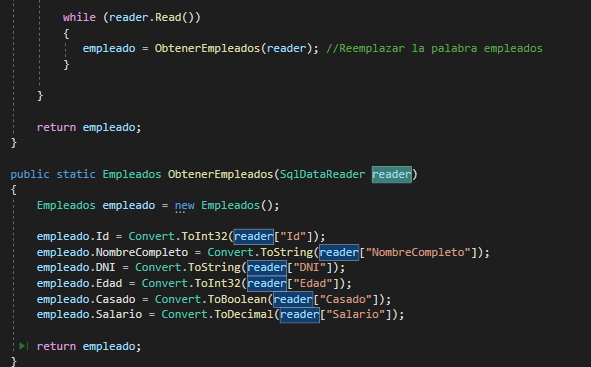 while (reader.Read())
{
empleado = ObtenerEmpleados(reader); //Reemplazar la palabra empleados
}
}
return empleado;
}
public static Empleados ObtenerEmpleados(SqlDataReader reader)
{
Empleados empleado = new Empleados();
empleado.Id = Convert.ToInt32(reader["Id"]);
empleado.NombreCompleto = Convert.ToString(reader["NombreCompleto"]);
empleado.DNI = Convert.ToString(reader["DNI"]);
empleado.Edad = Convert.ToInt32(reader["Edad"]);
empleado.Casado = Convert.ToBoolean(reader["Casado"]);
empleado.Salario = Convert.ToDecimal(reader["Salario"]);
return empleado;
}